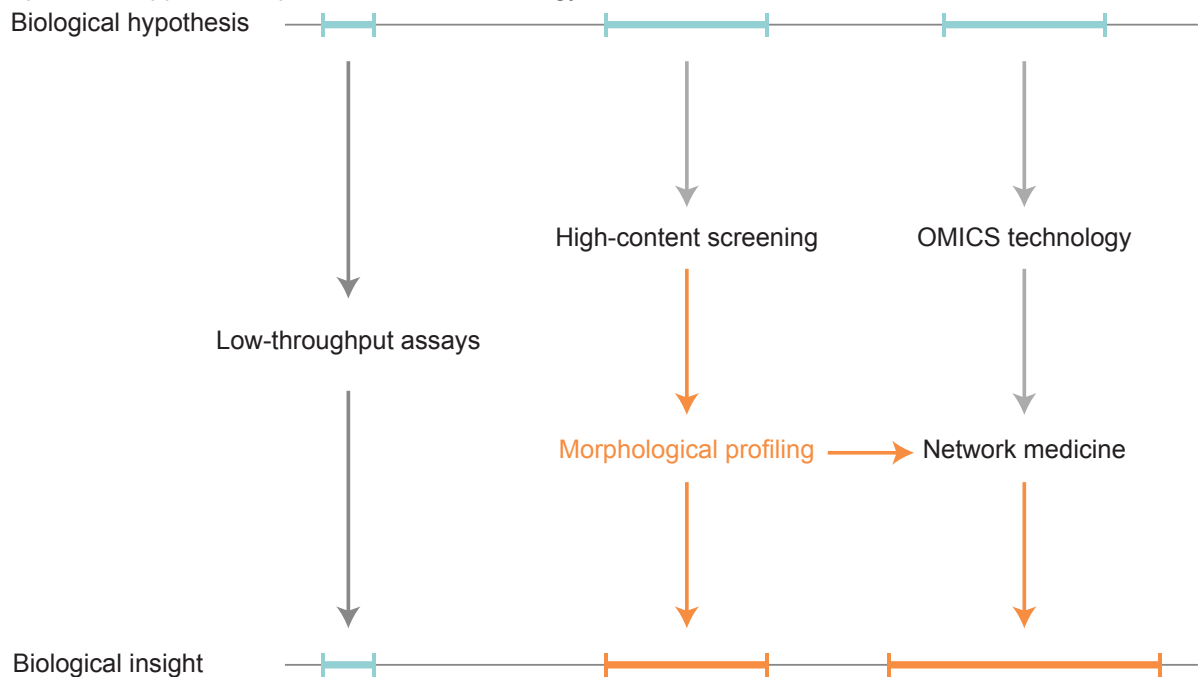 Biological hypothesis
High-content screening
OMICS technology
Low-throughput assays
Morphological profiling
Network medicine
Biological insight